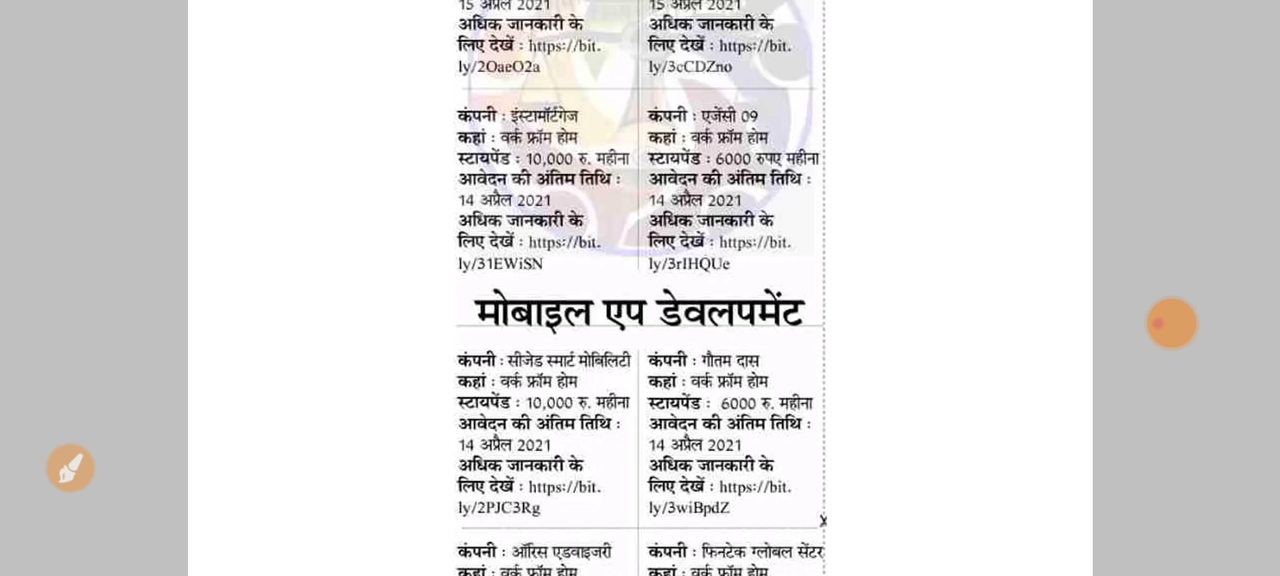 15 अप्रैल 2021
अधिक जानकारी के
लिए देखें : https://bit.
ly/2OaeO2a
15 अप्रैल 2021
अधिक जानकारी के
लिए देखें : https://bit.
ly/3cCDZno
कंपनी : इंस्टामॉर्टगेज
कहां : वर्क फ्रॉम होम
स्टायपेंड : 10,000 रु. महीना
आवेदन की अंतिम तिथि :
14 अप्रैल 2021
अधिक जानकारी के
लिए देखें : https://bit.
ly/31EWiSN
कंपनी : एजेंसी 09
कहां : वर्क फ्रॉम होम
स्टायपेंड : 6000 रुपए महीना
आवेदन की अंतिम तिथि :
14 अप्रैल 2021
अधिक जानकारी के
लिए देखें : https://bit.
ly/3rIHQUe
मोबाइल एप डेवलपमेंट
कंपनी : सीजेड स्मार्ट मोबिलिटी
कहां : वर्क फ्रॉम होम
स्टायपेंड : 10,000 रु. महीना
आवेदन की अंतिम तिथि :
14 अप्रैल 2021
अधिक जानकारी के
लिए देखें : https://bit.
ly/2PJC3Rg
कंपनी : गौतम दास
कहां : वर्क फ्रॉम होम
स्टायपेंड : 6000 रु. महीना
आवेदन की अंतिम तिथि :
14 अप्रैल 2021
अधिक जानकारी के
लिए देखें : https://bit.
ly/3wiBpdZ
कंपनी : ऑरिस एडवाइजरी
कहां : वर्क फ्रॉम होम
कंपनी : फिनटेक ग्लोबल सेंटर
कहां : वर्क फ्रॉम होम